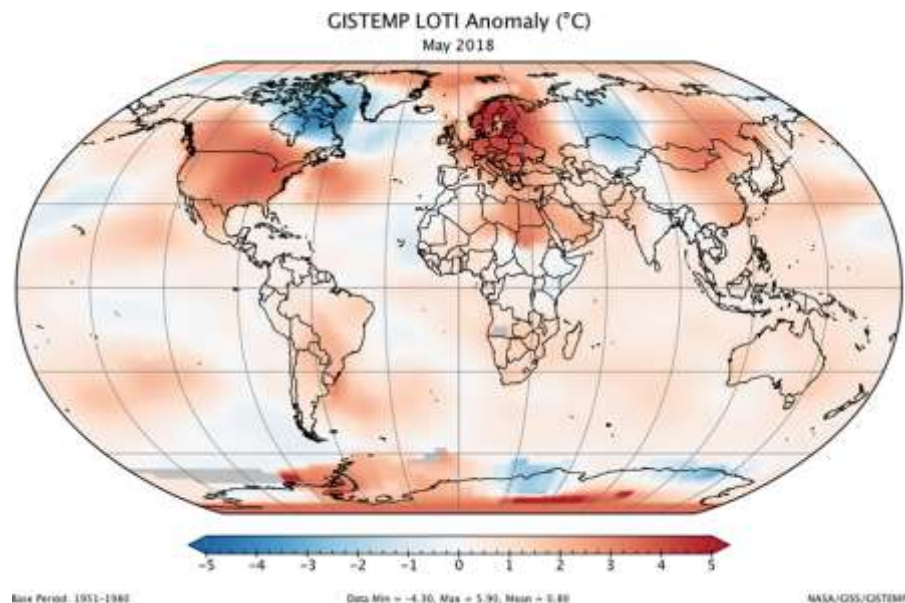 GISTEMP LOTI Anomaly (°C)
May 2018
−5 −4 −3 −2 −1 0 1 2 3 4 5
Base Period: 1951-1980 Data Min = -4.30, Max = 5.90, Mean = 0.80 NASA/GISS/GISTEMP